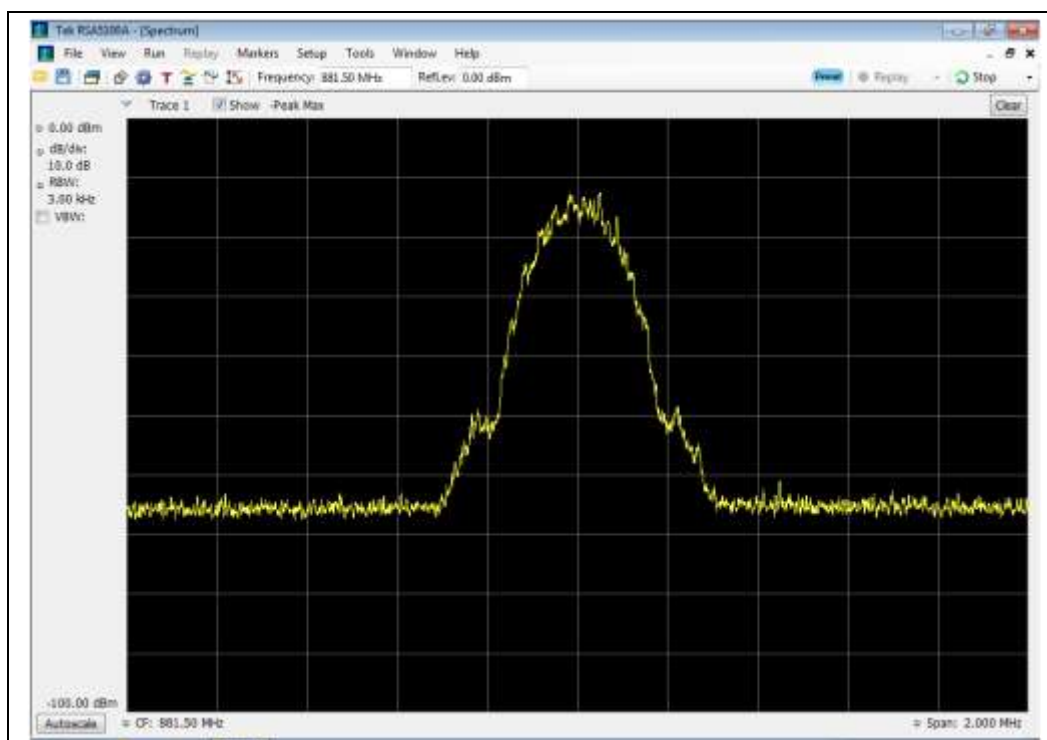 Tek RSA5100A - [Spectrum]
File View Run Replay Markers Setup Tools Window Help
Frequency: 881.50 MHz RefLev: 0.00 dBm Preset Replay Stop
Trace 1 Show -Peak Max Clear
0.00 dBm
dB/div:
10.0 dB
RBW:
3.00 kHz
VBW:
-100.00 dBm
Autoscale CF: 881.50 MHz Span: 2.000 MHz